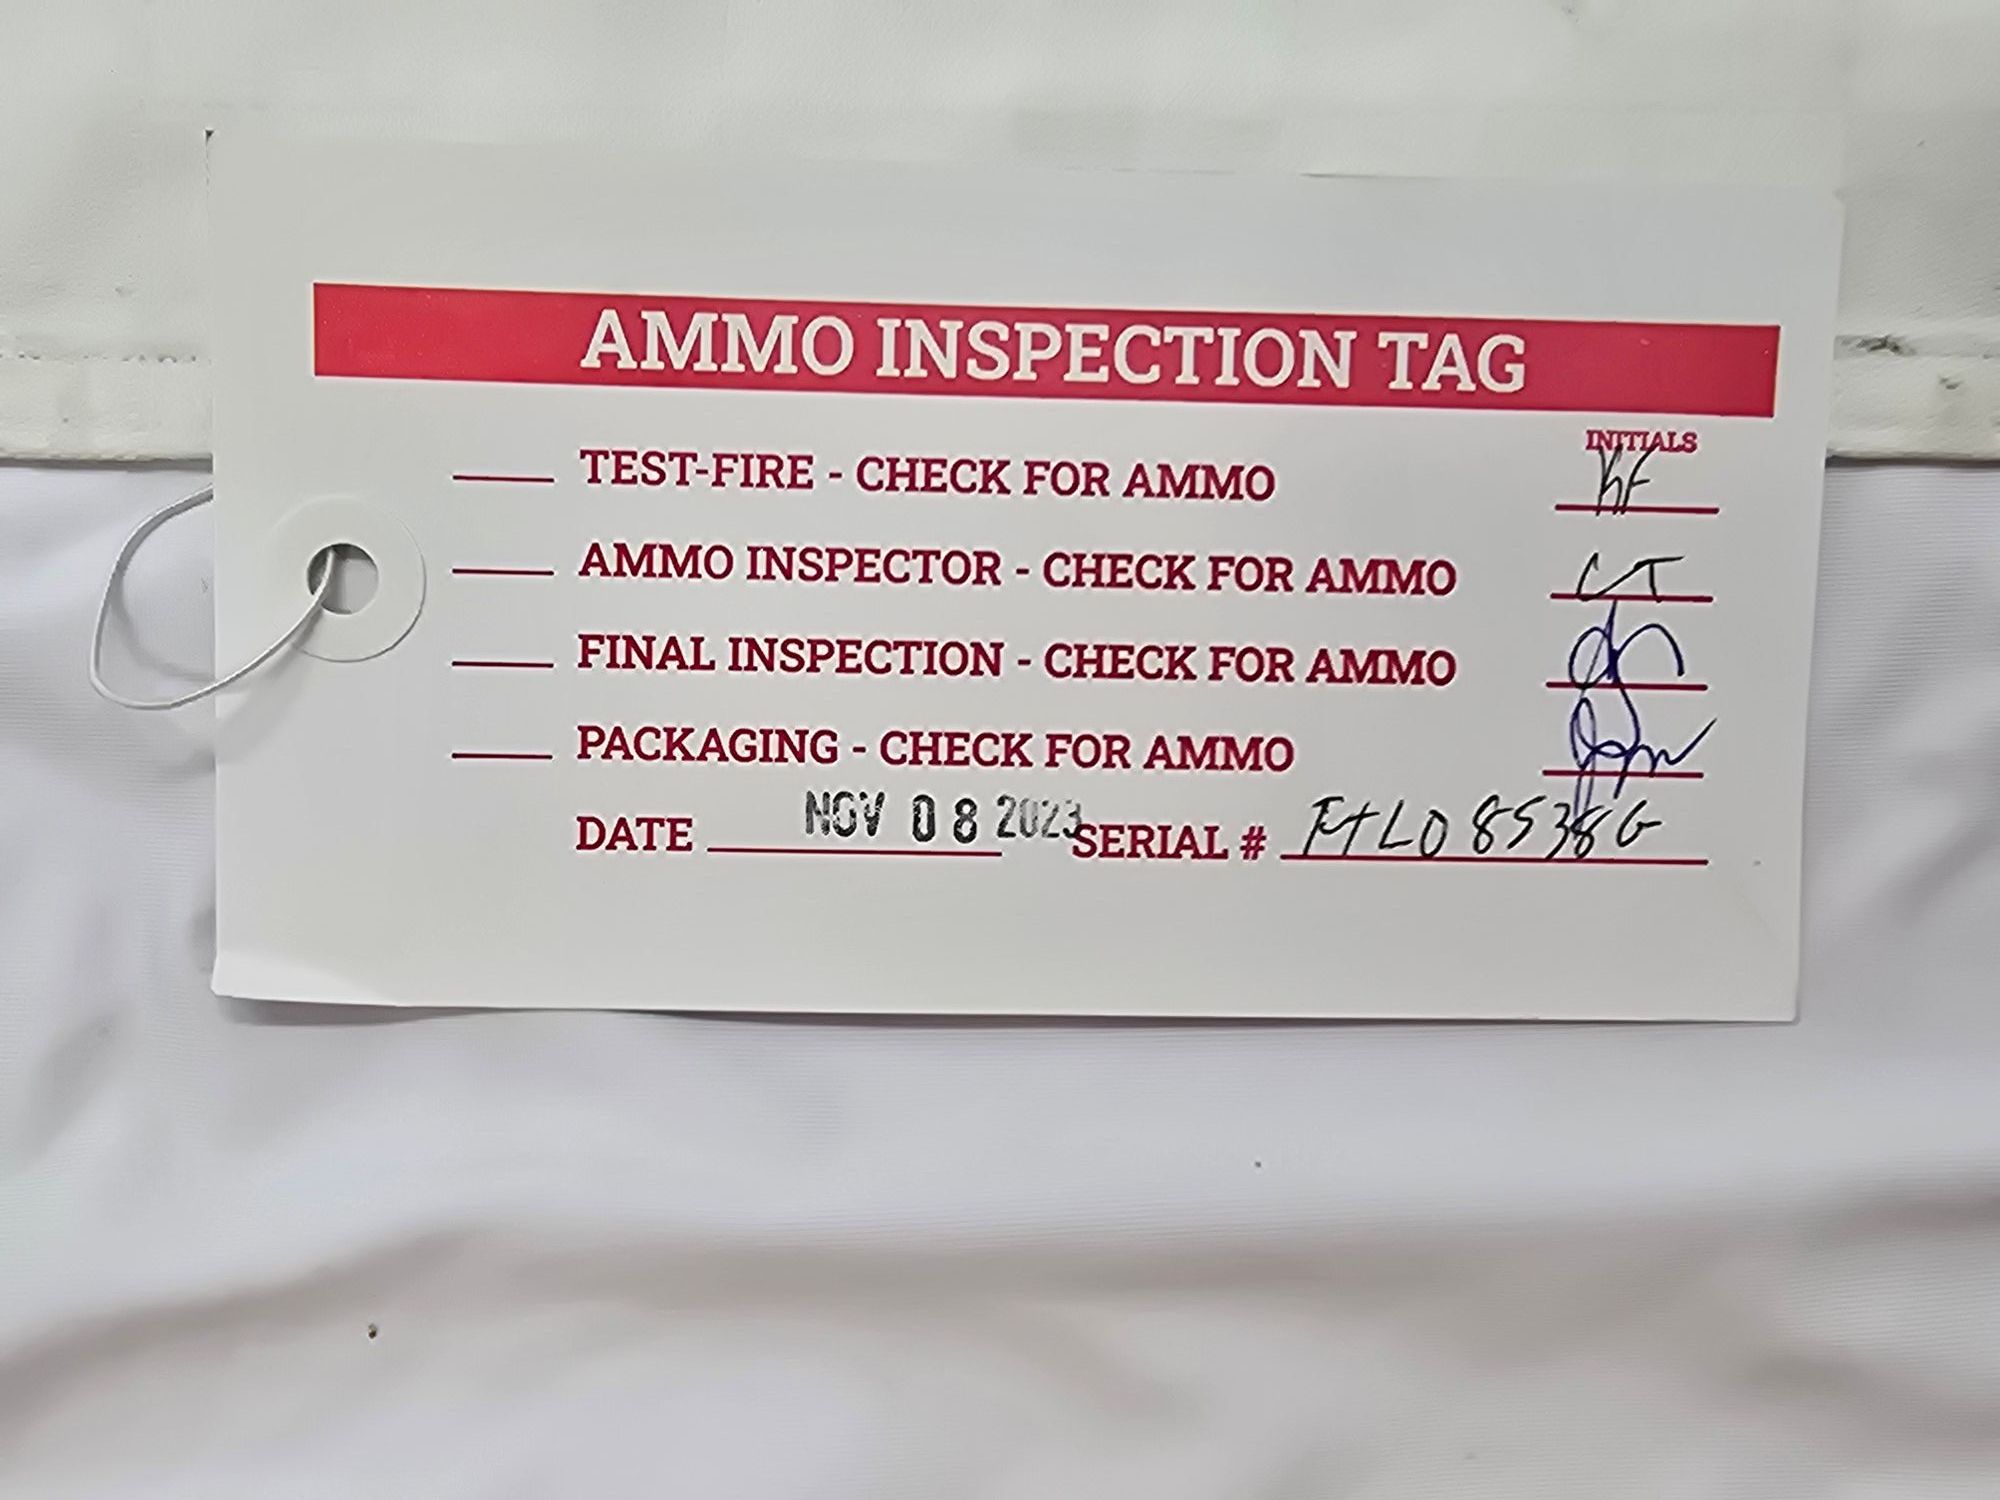 AMMO INSPECTION TAG
INITIALS
TEST-FIRE - CHECK FOR AMMO KF
AMMO INSPECTOR - CHECK FOR AMMO CT
FINAL INSPECTION - CHECK FOR AMMO
PACKAGING - CHECK FOR AMMO
DATE NOV 08 2023 SERIAL #